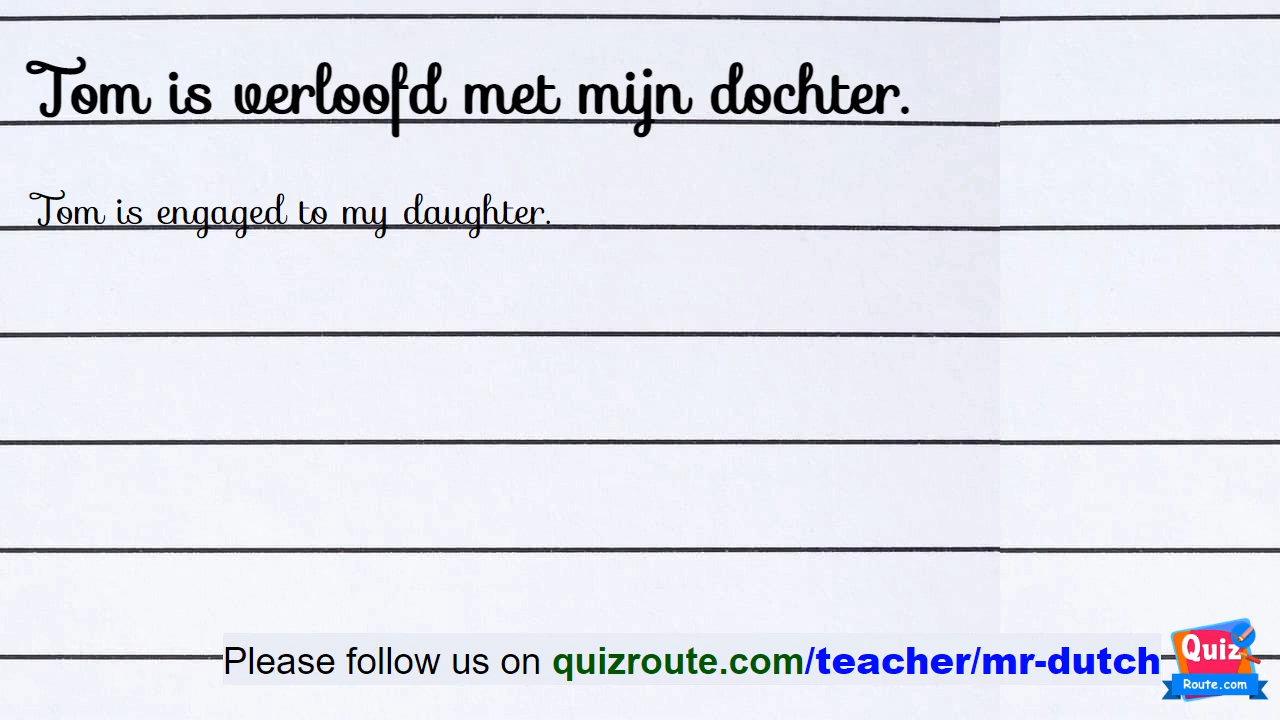 Tom is verloofd met mijn dochter.
Tom is engaged to my daughter.
Please follow us on quizroute.com/teacher/mr-dutch
Quiz
Route.com